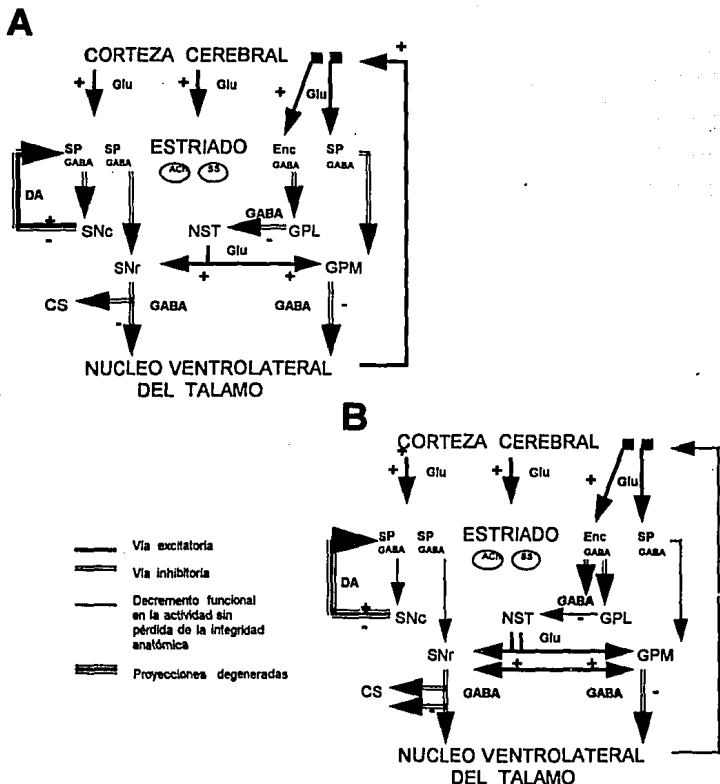 A
CORTEZA CEREBRAL
+ Glu + Glu + Glu +
SP SP ESTRIADO Enc SP
GABA GABA ACh SS GABA GABA
DA
+
-
SNc NST GABA - GPL
Glu
SNr + + GPM
CS GABA GABA -
-
NUCLEO VENTROLATERAL
DEL TALAMO
B
CORTEZA CEREBRAL
+
+ Glu + Glu + Glu
SP SP ESTRIADO Enc SP
GABA GABA ACh SS GABA GABA
DA
+
-
SNc NST GABA - GPL
Glu
SNr + + GPM
CS GABA GABA -
-
NUCLEO VENTROLATERAL
DEL TALAMO
Vía excitatoria
Vía inhibitoria
Decremento funcional
en la actividad sin
pérdida de la integridad
anatómica
Proyecciones degeneradas